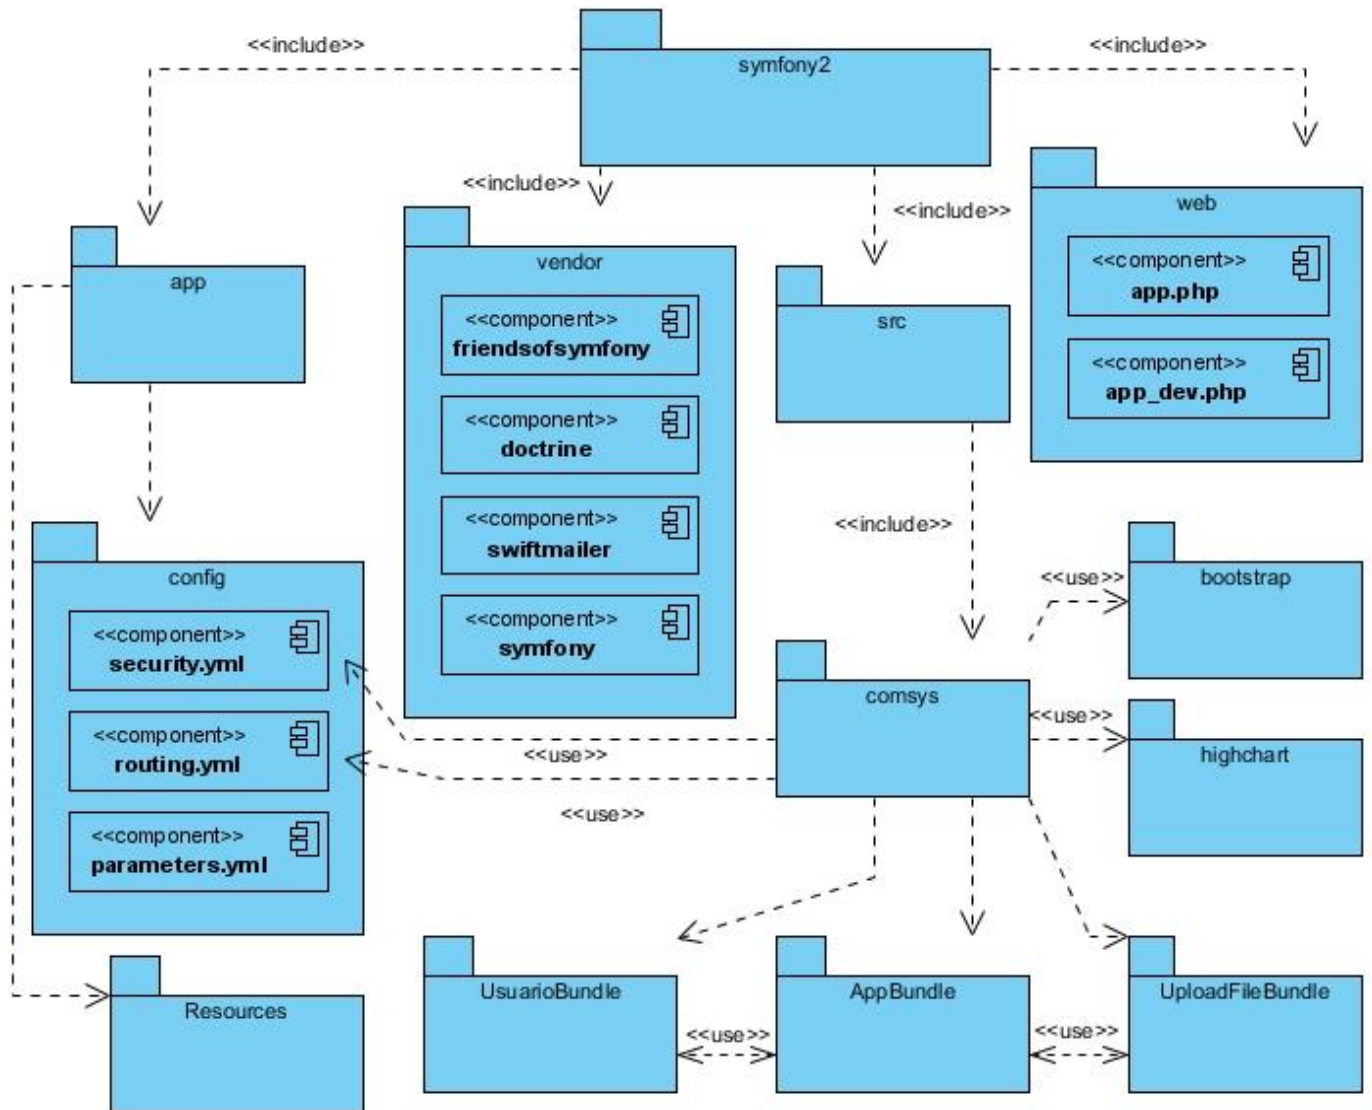 <<include>>
symfony2
<<include>>
<<include>>
<<include>>
app
vendor
<<component>>
friendsofsymfony
<<component>>
doctrine
<<component>>
swiftmailer
<<component>>
symfony
src
web
<<component>>
app.php
<<component>>
app_dev.php
<<include>>
config
<<component>>
security.yml
<<component>>
routing.yml
<<component>>
parameters.yml
<<use>>
<<use>>
comsys
<<use>>
bootstrap
<<use>>
highchart
Resources
UsuarioBundle
<<use>>
AppBundle
<<use>>
UploadFileBundle